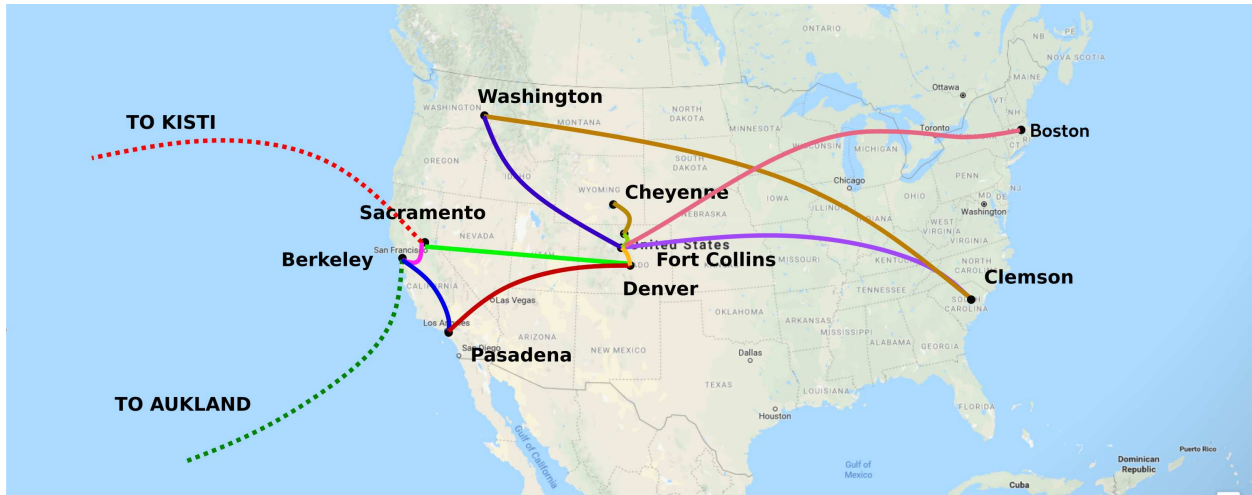 ONTARIO
NB
PE
NOVA SCOTIA
MAINE
Ottawa
VT
NH
WASHINGTON
Washington
MONTANA
NORTH
DAKOTA
MINNESOTA
TO KISTI
Toronto
Boston
WISCONSIN
MICHIGAN
CT
RI
OREGON
IDAHO
SOUTH
DAKOTA
WYOMING
Cheyenne
Chicago
IOWA
PENN
NEBRASKA
ILLINOIS
INDIANA
OHIO
MD
DE
NJ
Washington
Sacramento
NEVADA
UTAH
WEST
VIRGINIA
VIRGINIA
San Francisco
United States
Berkeley
Fort Collins
MISSOURI
KENTUCKY
NORTH
CAROLINA
Clemson
CALIFORNIA
Denver
TENNESSEE
SOUTH
CAROLINA
Las Vegas
OKLAHOMA
ARKANSAS
Los Angeles
MISSISSIPPI
ARIZONA
NEW MEXICO
ALABAMA
GEORGIA
San Diego
Pasadena
Dallas
TEXAS
LOUISIANA
TO AUKLAND
Houston
FLORIDA
Gulf of
California
Gulf of
Mexico
Puerto Rico
Dominican
Republic
Cuba